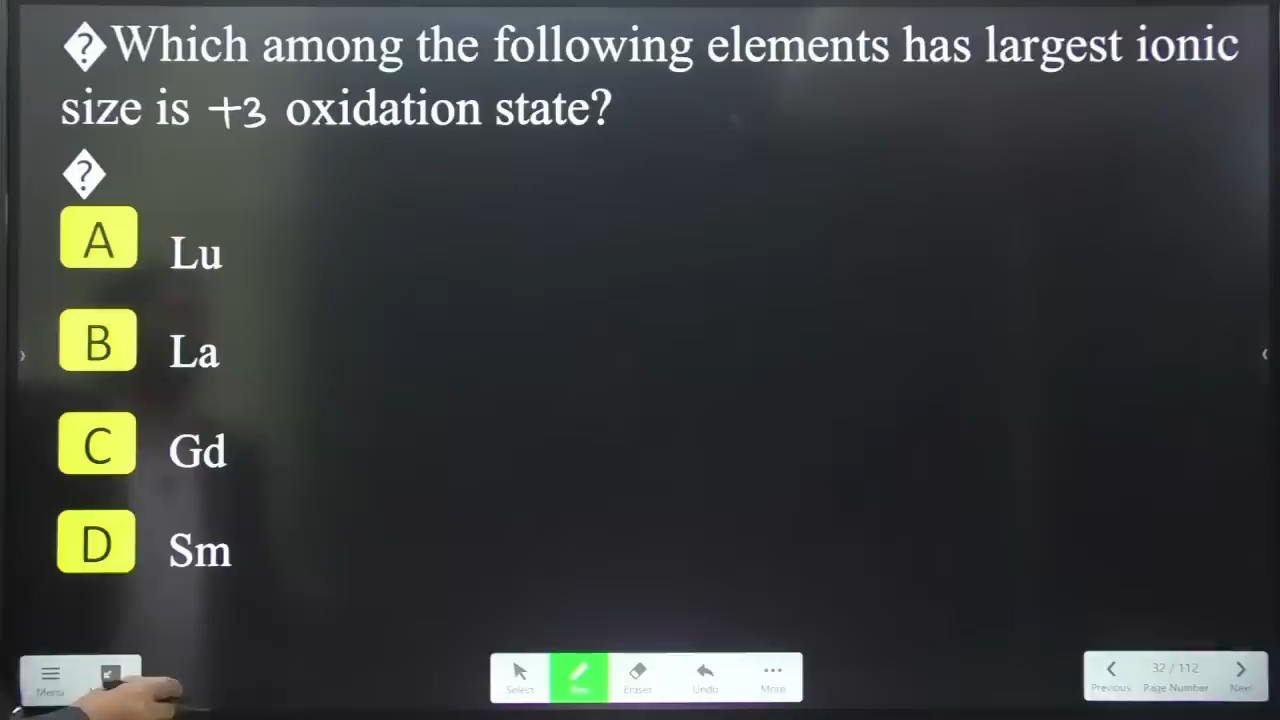 �Which among the following elements has largest ionic
size is +3 oxidation state?
�
A Lu
B La
C Gd
D Sm
Menu
Select
Pen
Eraser
Undo
More
32 / 112
Previous Page Number Next